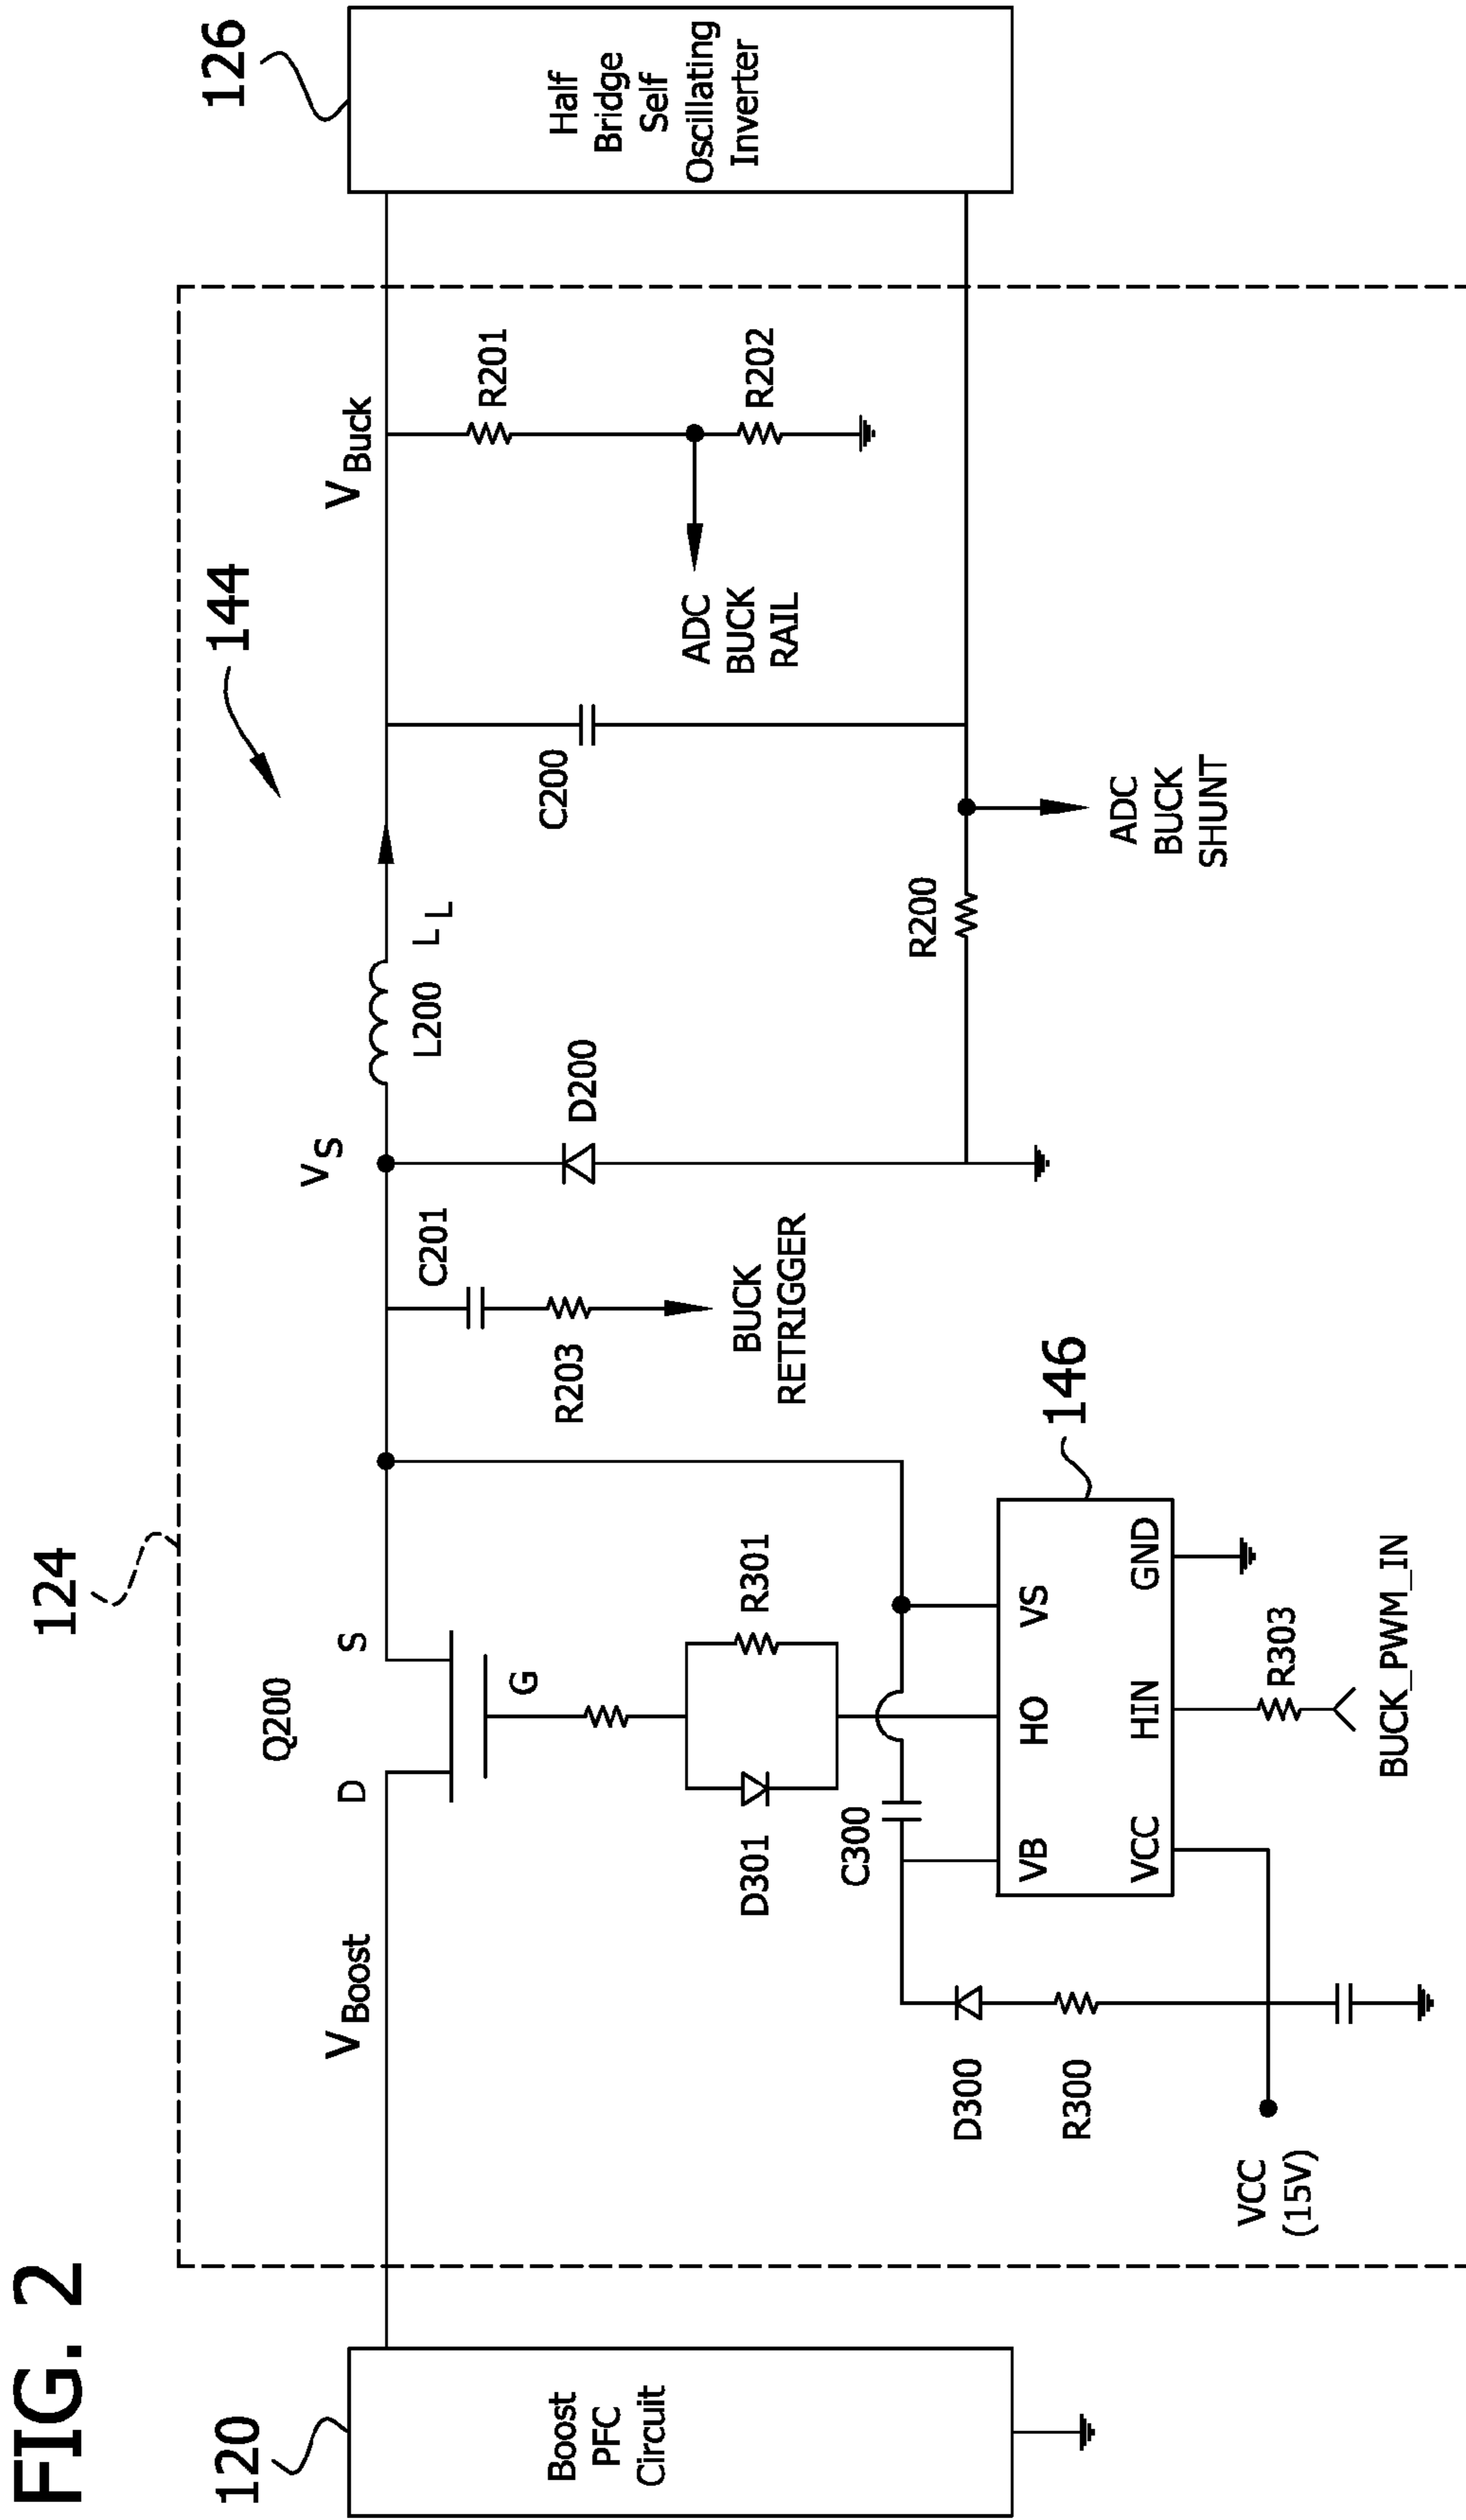 FIG. 2
124
144
120
126
Boost
PFC
Circuit
V Boost
Q200
D
S
G
D301
R301
C300
VB
HO
VS
VCC
HIN
GND
146
D300
R300
VCC
(15V)
R303
BUCK_PWM_IN
C201
R203
BUCK
RETRIGGER
VS
D200
L200
LL
C200
R200
ADC
BUCK
SHUNT
V Buck
R201
R202
ADC
BUCK
RAIL
Half
Bridge
Self
Oscillating
Inverter